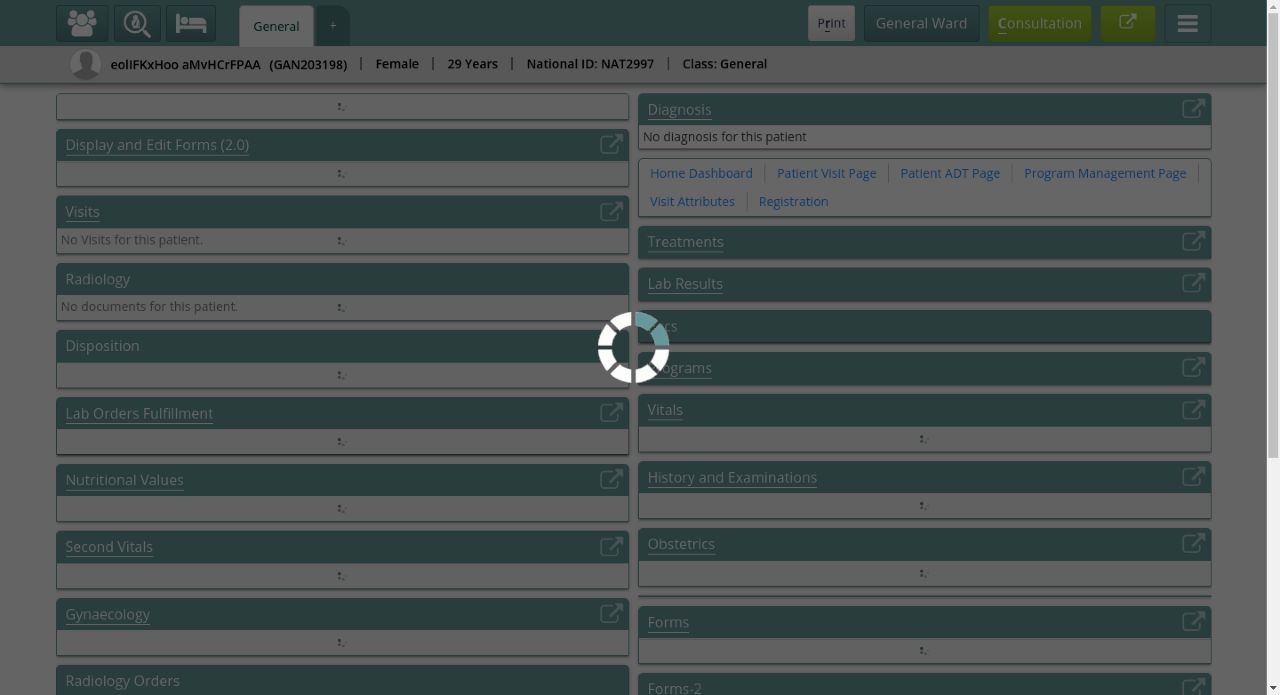 General
+
Print
General Ward
Consultation
eolIFKxHoo aMvHCrFPAA (GAN203198)
Female
29 Years
National ID: NAT2997
Class: General
Display and Edit Forms (2.0)
Visits
No Visits for this patient.
Radiology
No documents for this patient.
Disposition
Lab Orders Fulfillment
Nutritional Values
Second Vitals
Gynaecology
Radiology Orders
Diagnosis
No diagnosis for this patient
Home Dashboard
Patient Visit Page
Patient ADT Page
Program Management Page
Visit Attributes
Registration
Treatments
Lab Results
Vitals
History and Examinations
Obstetrics
Forms
Forms-2